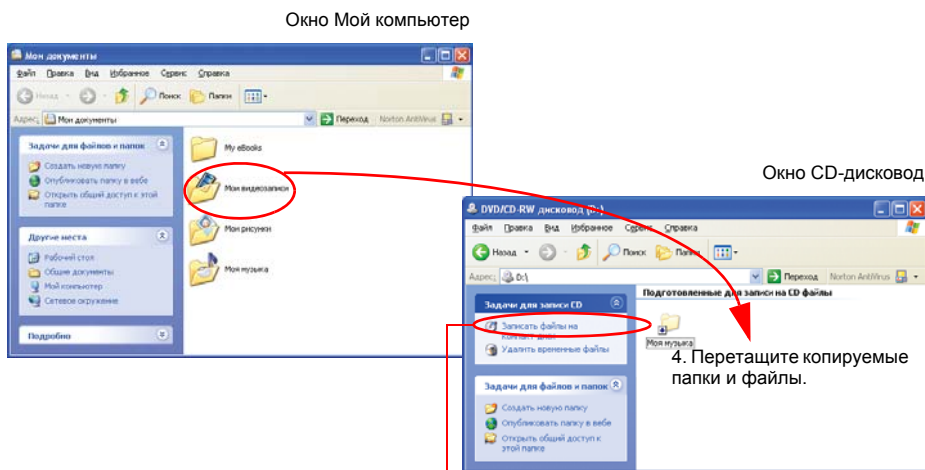 Окно Мой компьютер
Мои документы
Файл Правка Вид Избранное Сервис Справка
Назад Поиск Папки
Адрес: Мои документы Переход Norton AntiVirus
Задачи для файлов и папок
Создать новую папку
Опубликовать папку в вебе
Открыть общий доступ к этой
папке
Другие места
Рабочий стол
Общие документы
Мой компьютер
Сетевое окружение
Подробно
My eBooks
Мои видеозаписи
Мои рисунки
Моя музыка
Окно CD-дисковод
DVD/CD-RW дисковод (D:)
Файл Правка Вид Избранное Сервис Справка
Назад Поиск Папки
Адрес: D:\ Переход Norton AntiVirus
Задачи для записи CD
Записать файлы на
компакт-диск
Удалить временные файлы
Задачи для файлов и папок
Создать новую папку
Опубликовать папку в вебе
Открыть общий доступ к
этой папке
Подготовленные для записи на CD файлы
Моя музыка
4. Перетащите копируемые
папки и файлы.